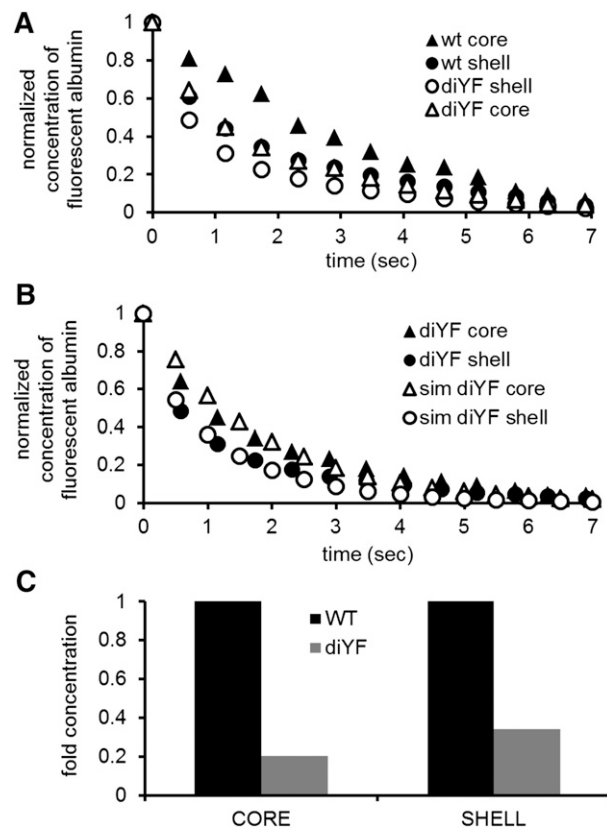 A
normalized
concentration of
fluorescent albumin
1
0.8
0.6
0.4
0.2
0
wt core
wt shell
diYF shell
diYF core
0 1 2 3 4 5 6 7
time (sec)
B
normalized
concentration of
fluorescent albumin
1
0.8
0.6
0.4
0.2
0
diYF core
diYF shell
sim diYF core
sim diYF shell
0 1 2 3 4 5 6 7
time (sec)
C
fold concentration
1
0.8
0.6
0.4
0.2
0
WT
diYF
CORE SHELL